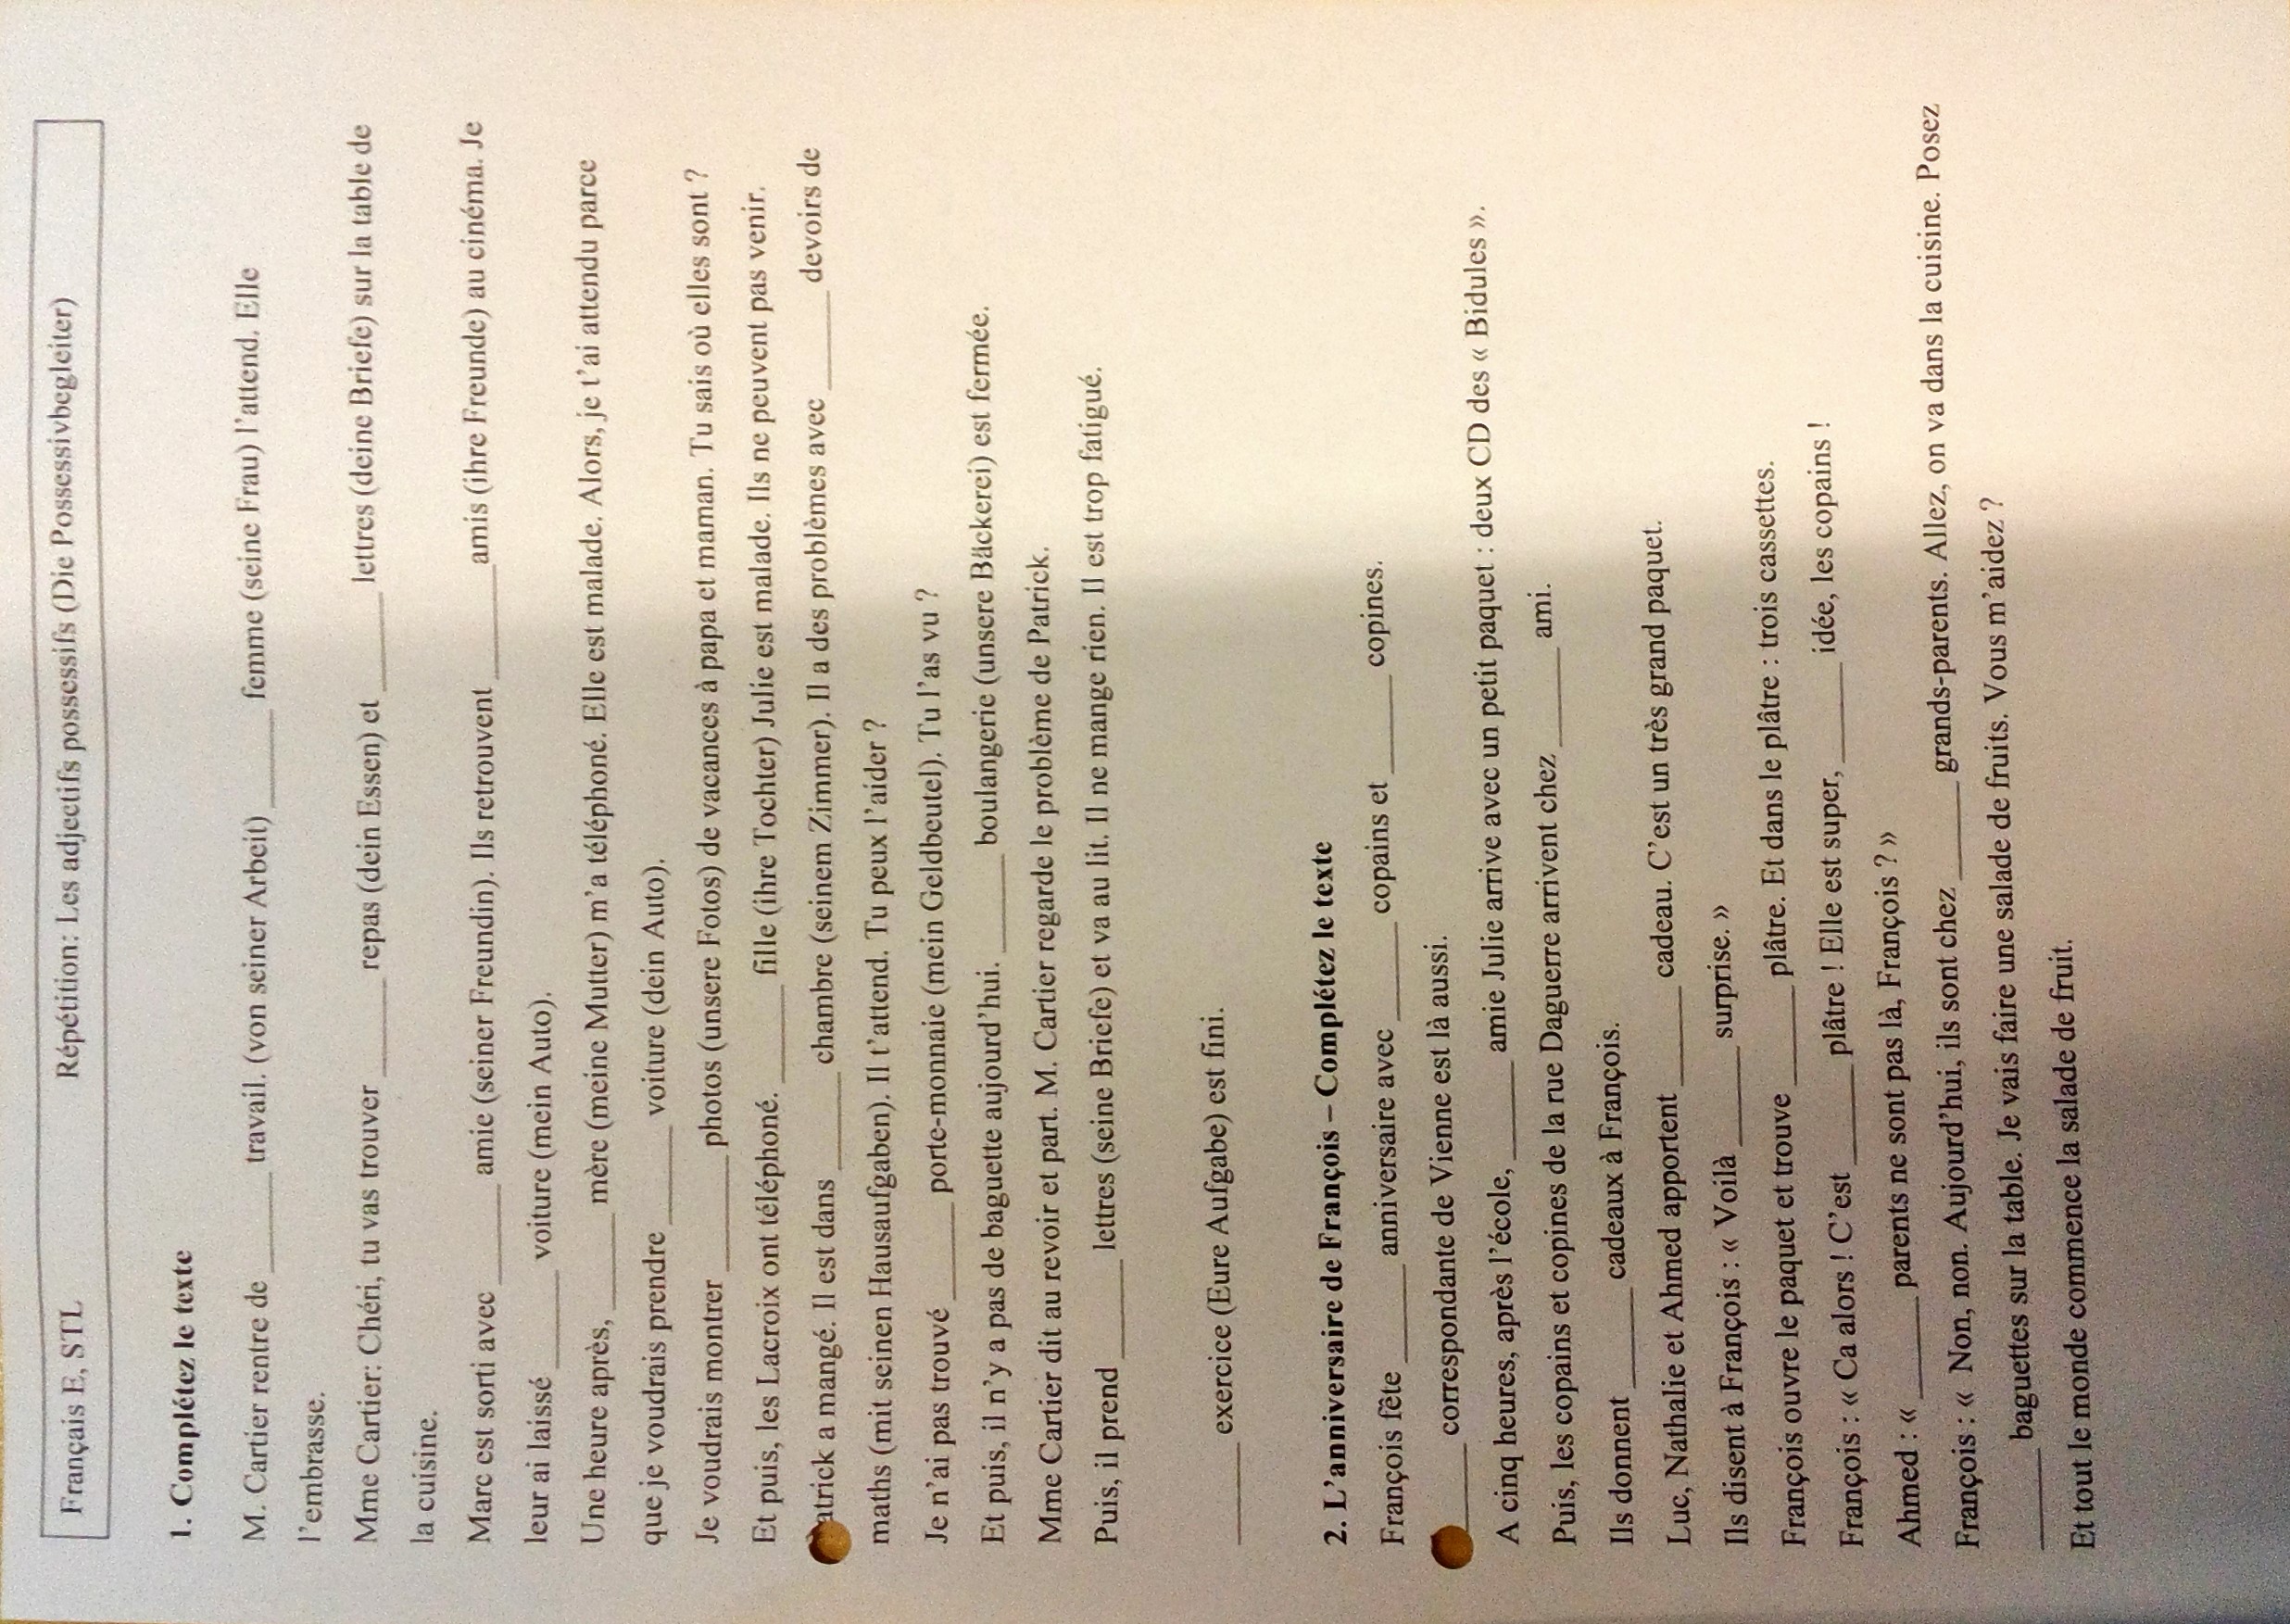 Français E, STL Répétition: Les adjectifs possessifs (Die Possessivbegleiter)
1. Complétez le texte
M. Cartier rentre de ______ travail. (von seiner Arbeit) ______ femme (seine Frau) l'attend. Elle
l'embrasse.
Mme Cartier: Chéri, tu vas trouver ______ repas (dein Essen) et ______ lettres (deine Briefe) sur la table de
la cuisine.
Marc est sorti avec ______ amie (seiner Freundin). Ils retrouvent _______amis (ihre Freunde) au cinéma. Je
leur ai laissé ______ voiture (mein Auto).
Une heure après, ______ mère (meine Mutter) m'a téléphoné. Elle est malade. Alors, je t'ai attendu parce
que je voudrais prendre ______ voiture (dein Auto).
Je voudrais montrer _______ photos (unsere Fotos) de vacances à papa et maman. Tu sais où elles sont ?
Et puis, les Lacroix ont téléphoné. ______ fille (ihre Tochter) Julie est malade. Ils ne peuvent pas venir.
atrick a mangé. Il est dans ______ chambre (seinem Zimmer). Il a des problèmes avec ______ devoirs de
maths (mit seinen Hausaufgaben). Il t'attend. Tu peux l'aider ?
Je n'ai pas trouvé ______ porte-monnaie (mein Geldbeutel). Tu l'as vu ?
Et puis, il n'y a pas de baguette aujourd'hui. ______ boulangerie (unsere Bäckerei) est fermée.
Mme Cartier dit au revoir et part. M. Cartier regarde le problème de Patrick.
Puis, il prend ______ lettres (seine Briefe) et va au lit. Il ne mange rien. Il est trop fatigué.
______ exercice (Eure Aufgabe) est fini.
2. L'anniversaire de François – Complétez le texte
François fête ______ anniversaire avec ______ copains et ______ copines.
______ correspondante de Vienne est là aussi.
A cinq heures, après l'école, ______ amie Julie arrive avec un petit paquet : deux CD des « Bidules ».
Puis, les copains et copines de la rue Daguerre arrivent chez ______ ami.
Ils donnent ______ cadeaux à François.
Luc, Nathalie et Ahmed apportent ______ cadeau. C'est un très grand paquet.
Ils disent à François : « Voilà ______ surprise. »
François ouvre le paquet et trouve ______ plâtre. Et dans le plâtre : trois cassettes.
François : « Ca alors ! C'est ______ plâtre ! Elle est super, ______ idée, les copains !
Ahmed : « ______ parents ne sont pas là, François ? »
François : « Non, non. Aujourd'hui, ils sont chez ______ grands-parents. Allez, on va dans la cuisine. Posez
______ baguettes sur la table. Je vais faire une salade de fruits. Vous m'aidez ?
Et tout le monde commence la salade de fruit.